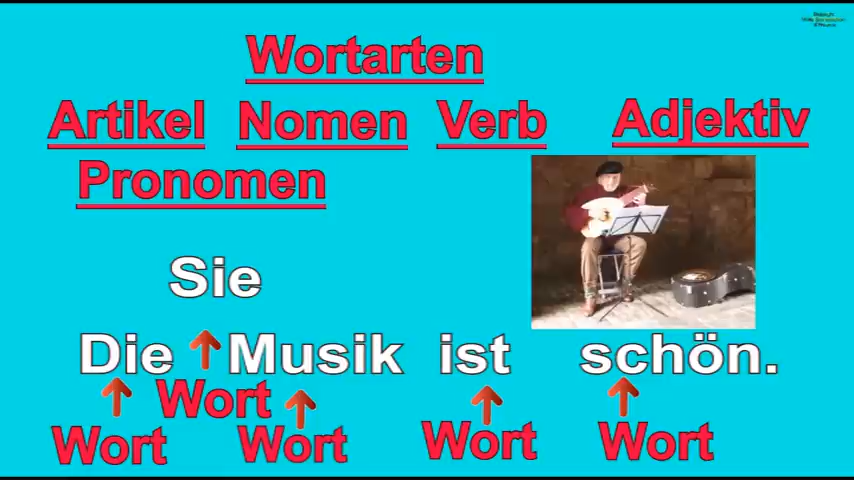 Wortarten
Artikel Nomen Verb Adjektiv
Pronomen
Sie
Die Musik ist schön.
Wort
Wort Wort Wort Wort